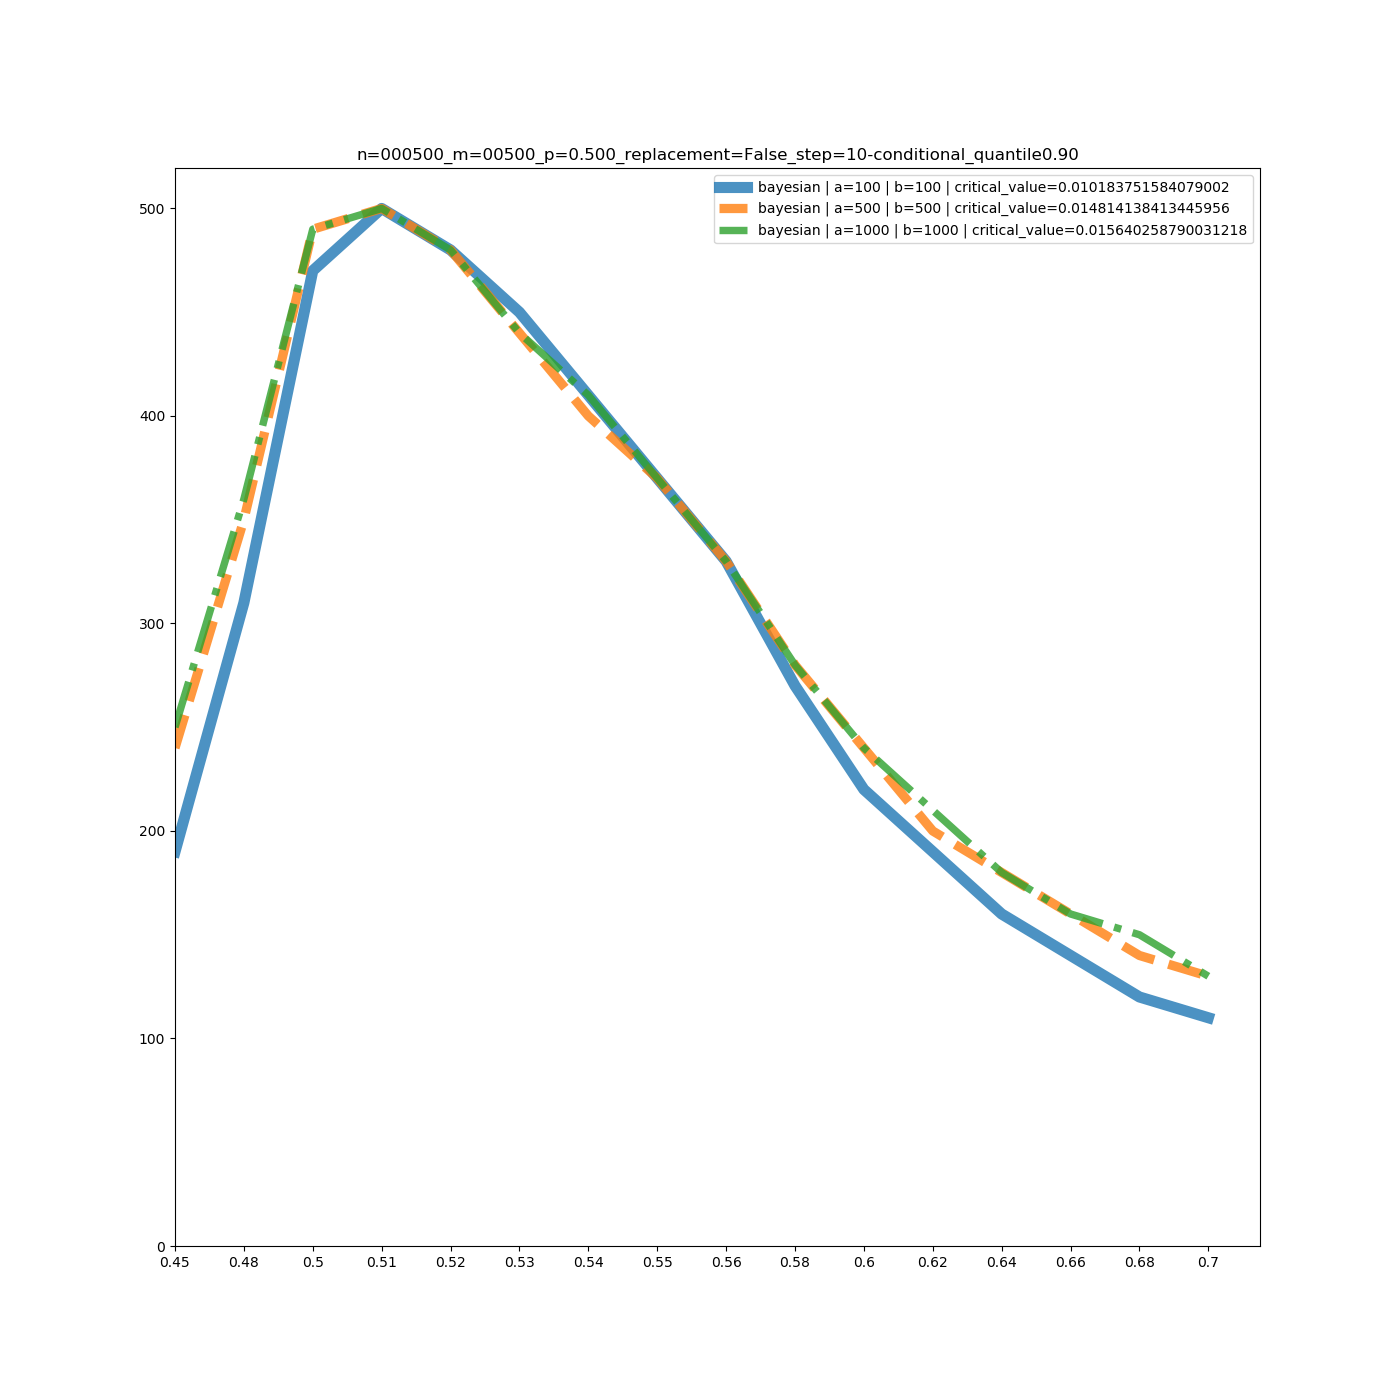 n=000500_m=00500_p=0.500_replacement=False_step=10-conditional_quantile0.90
bayesian | a=100 | b=100 | critical_value=0.010183751584079002
bayesian | a=500 | b=500 | critical_value=0.014814138413445956
bayesian | a=1000 | b=1000 | critical_value=0.015640258790031218
500
400
300
200
100
0
0.45 0.48 0.5 0.51 0.52 0.53 0.54 0.55 0.56 0.58 0.6 0.62 0.64 0.66 0.68 0.7